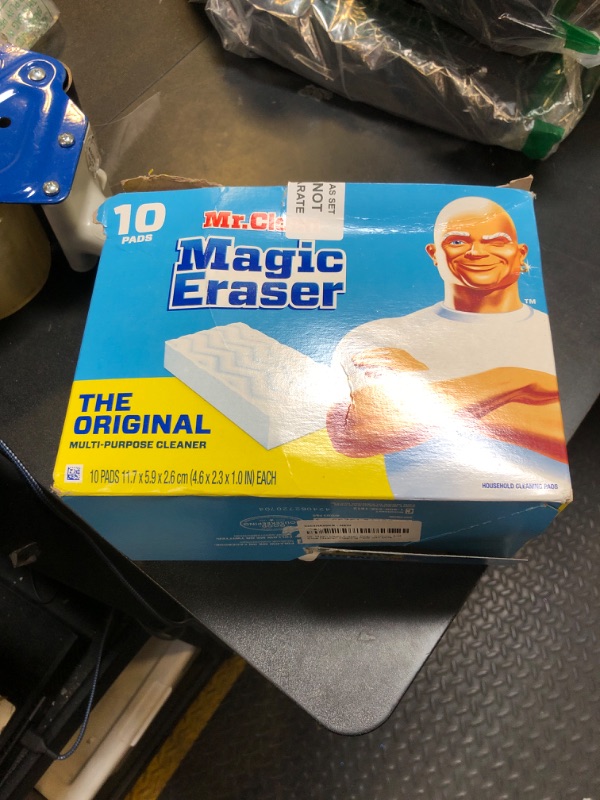 AS SET
NOT
RATE
10
PADS
Mr.Cl
Magic
Eraser
TM
THE
ORIGINAL
MULTI-PURPOSE CLEANER
10 PADS 11.7 x 5.9 x 2.6 cm (4.6 x 2.3 x 1.0 IN) EACH
HOUSEHOLD CLEANING PADS